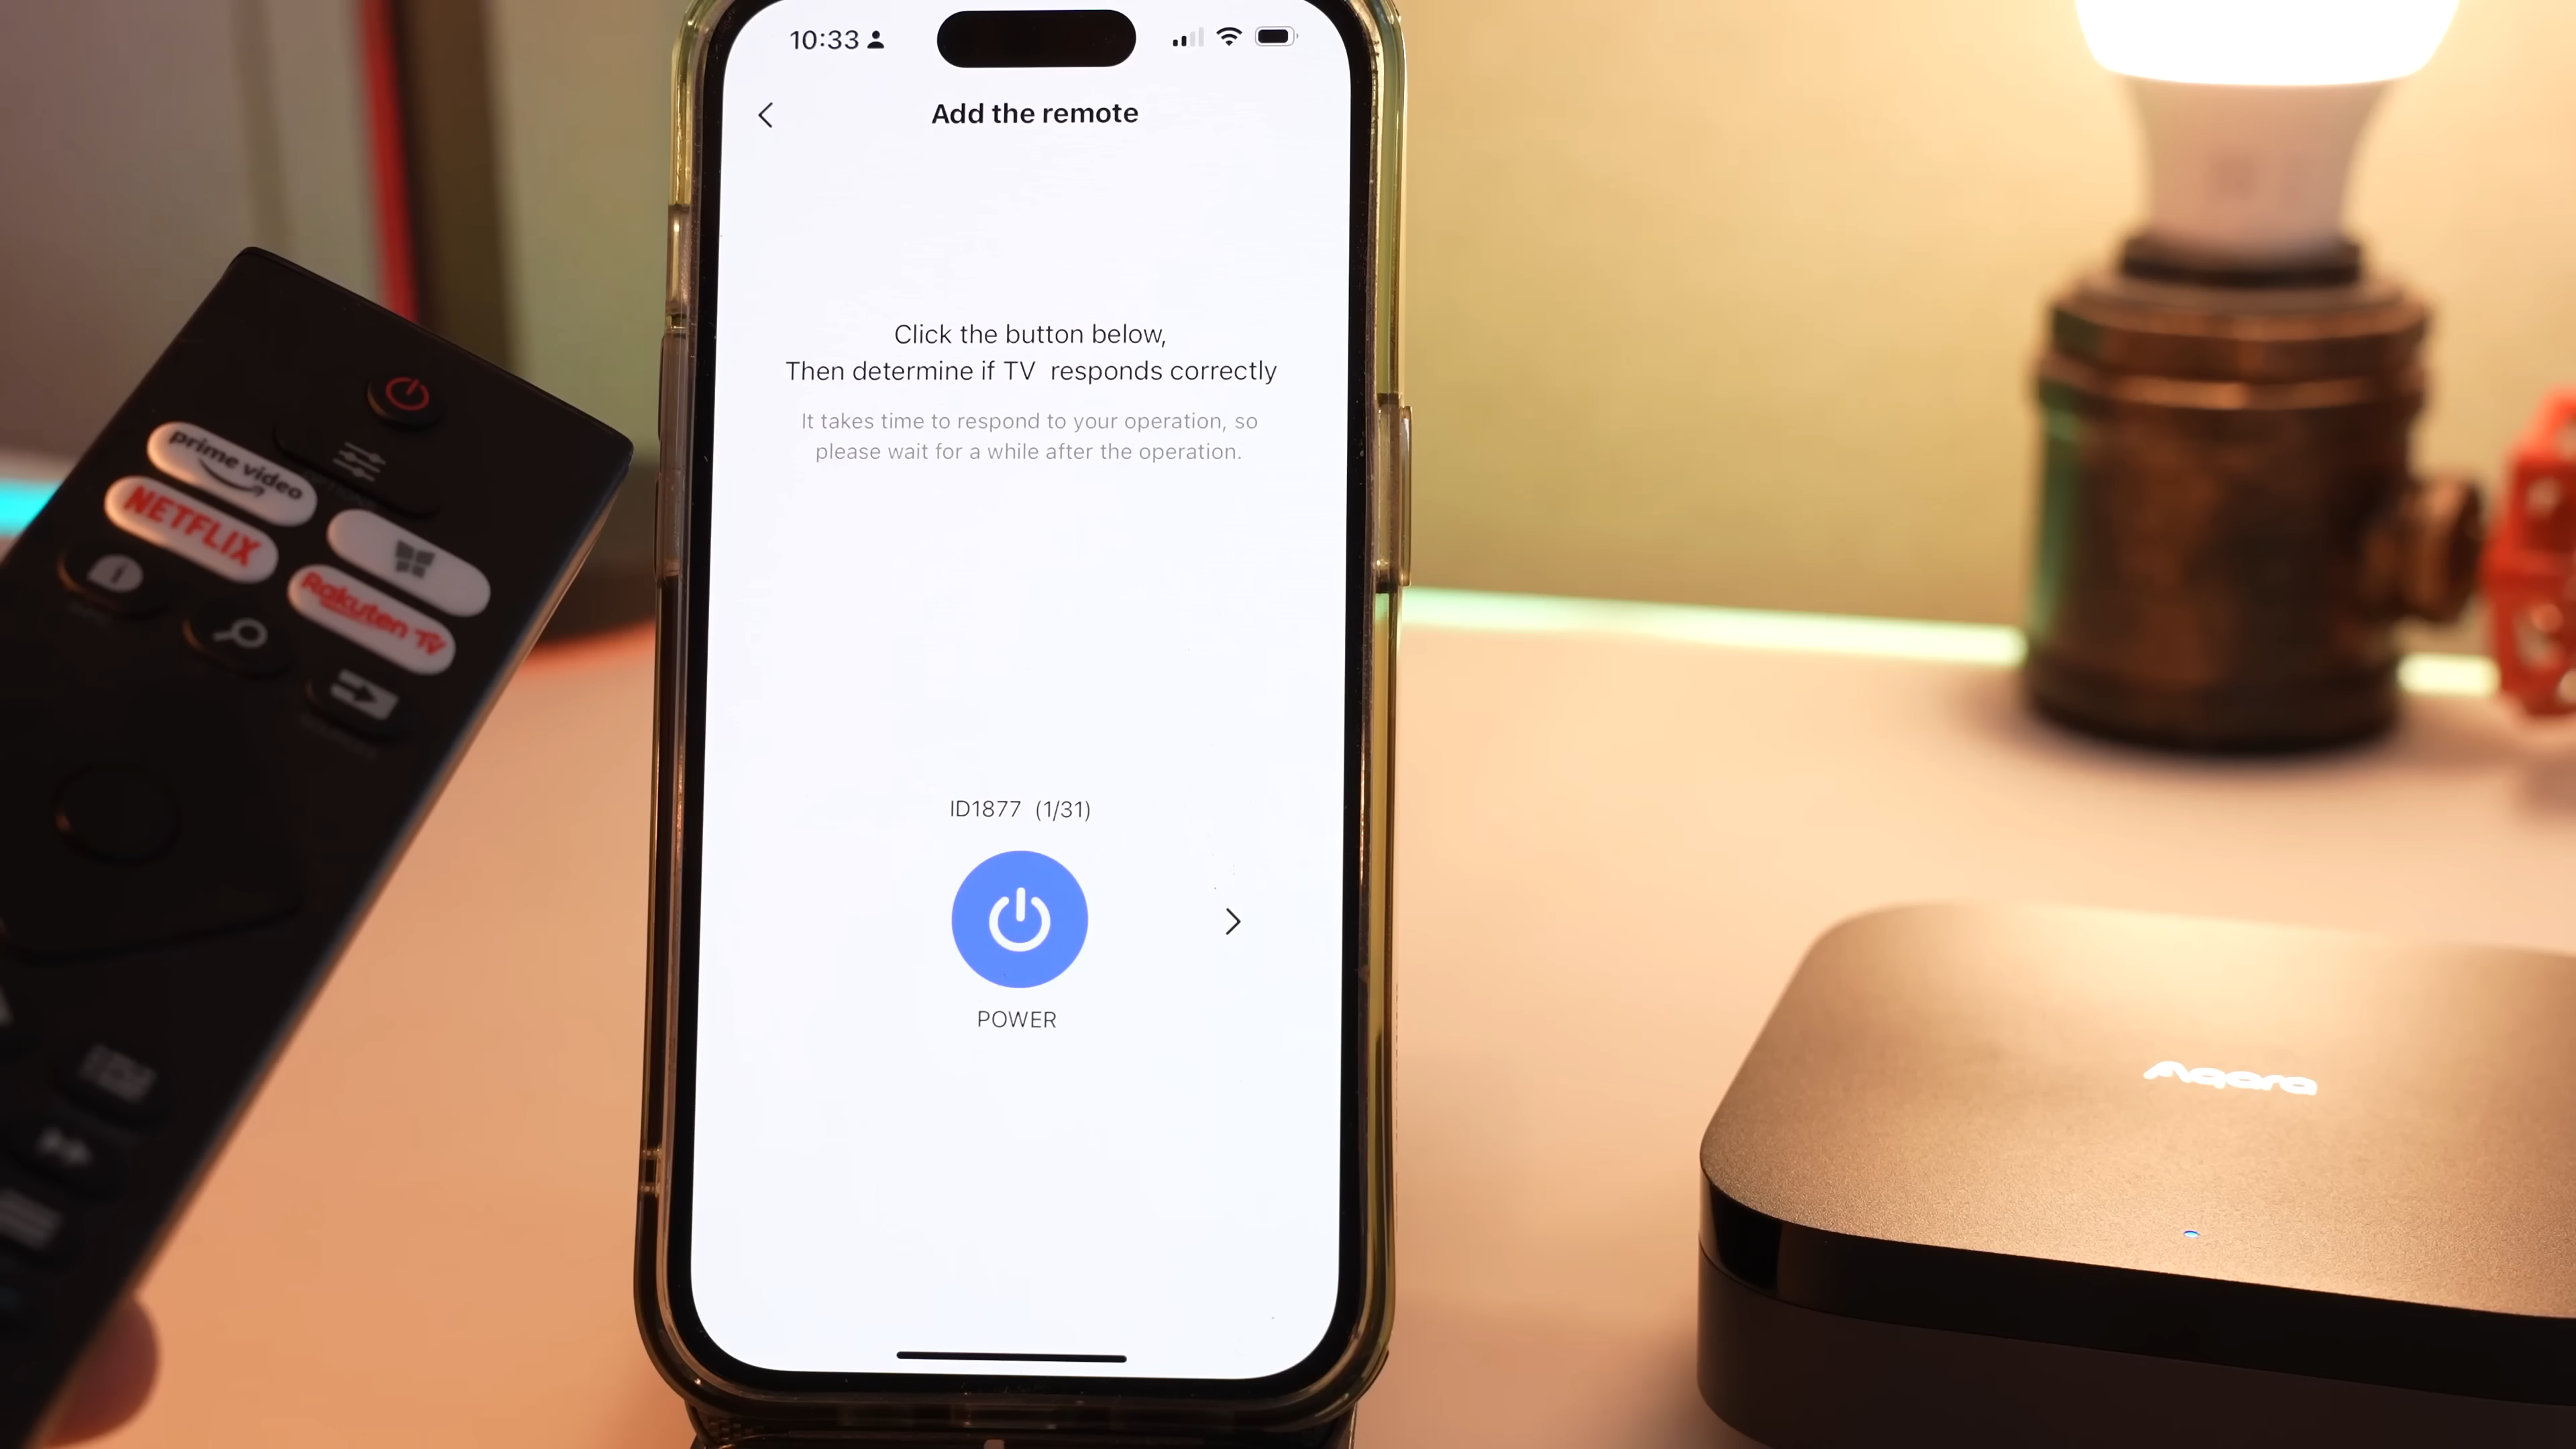 10:33
Add the remote
Click the button below,
Then determine if TV responds correctly
It takes time to respond to your operation, so
please wait for a while after the operation.
ID1877 (1/31)
POWER
prime video
NETFLIX
Rakuten TV
Aqara